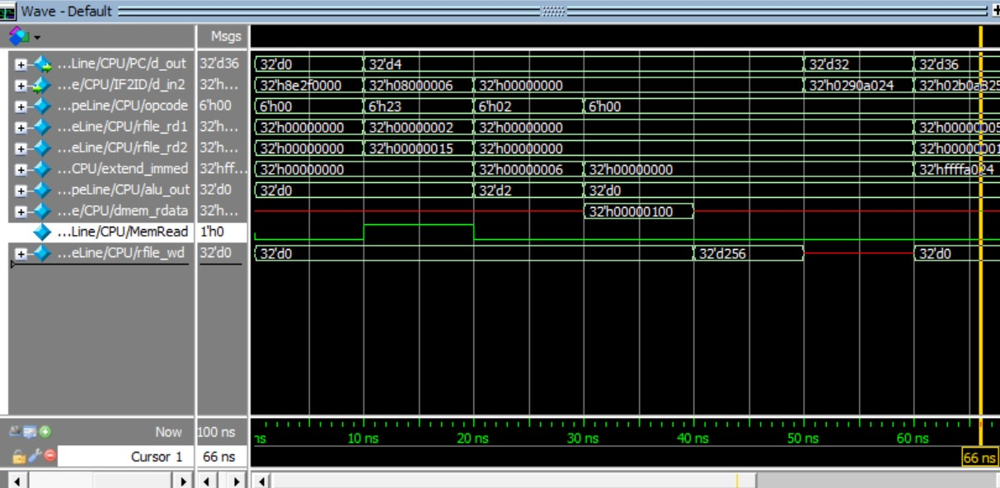 Wave - Default
Msgs
...Line/CPU/PC/d_out 32'd36 32'd0 32'd4 32'd32 32'd36
...e/CPU/IF2ID/d_in2 32'h... 32'h8e2f0000 32'h08000006 32'h00000000 32'h0290a024 32'h02b0a825
...peLine/CPU/opcode 6'h00 6'h00 6'h23 6'h02 6'h00
...eLine/CPU/rfile_rd1 32'h... 32'h00000000 32'h00000002 32'h00000000 32'h00000005
...eLine/CPU/rfile_rd2 32'h... 32'h00000000 32'h00000015 32'h00000000 32'h00000001
...CPU/extend_immed 32'hff... 32'h00000000 32'h00000006 32'h00000000 32'hffffa024
...peLine/CPU/alu_out 32'd0 32'd0 32'd2 32'd0
...e/CPU/dmem_rdata 32'h... 32'h00000100
...Line/CPU/MemRead 1'h0
...eLine/CPU/rfile_wd 32'd0 32'd0 32'd256 32'd0
Now 100 ns ns 10 ns 20 ns 30 ns 40 ns 50 ns 60 ns
Cursor 1 66 ns 66 ns